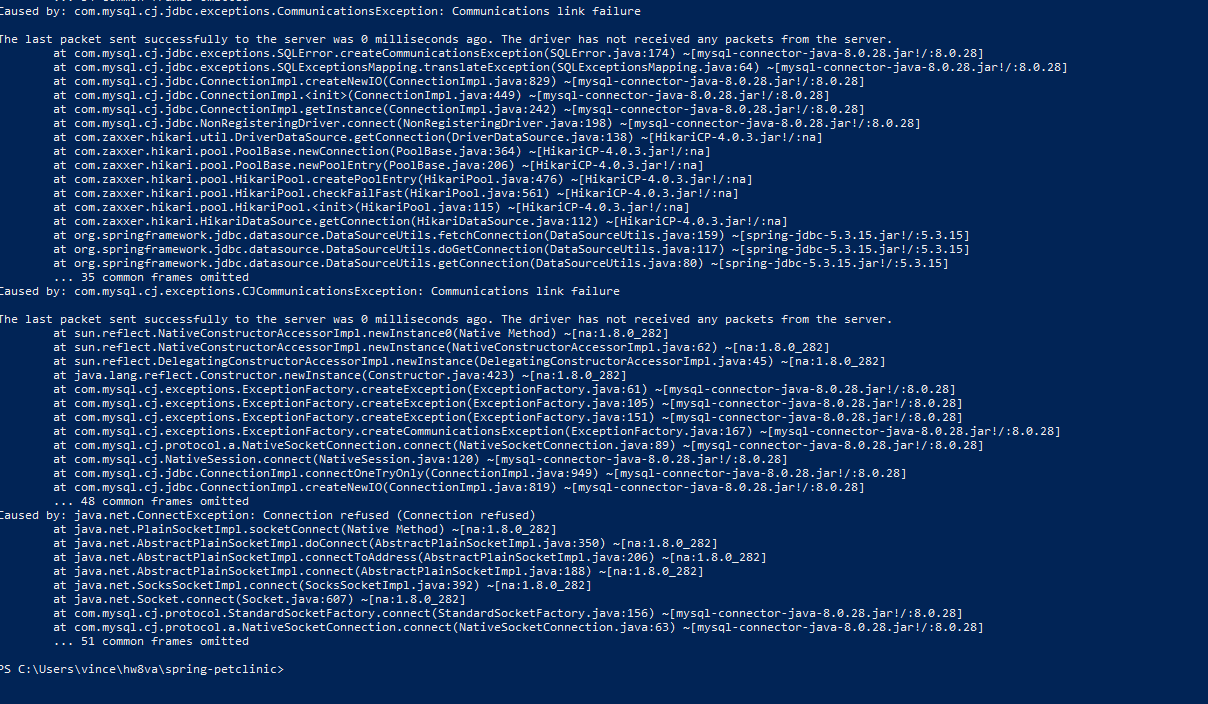 Caused by: com.mysql.cj.jdbc.exceptions.CommunicationsException: Communications link failure
The last packet sent successfully to the server was 0 milliseconds ago. The driver has not received any packets from the server.
at com.mysql.cj.jdbc.exceptions.SQLError.createCommunicationsException(SQLError.java:174) ~[mysql-connector-java-8.0.28.jar!/:8.0.28]
at com.mysql.cj.jdbc.exceptions.SQLExceptionsMapping.translateException(SQLExceptionsMapping.java:64) ~[mysql-connector-java-8.0.28.jar!/:8.0.28]
at com.mysql.cj.jdbc.ConnectionImpl.createNewIO(ConnectionImpl.java:829) ~[mysql-connector-java-8.0.28.jar!/:8.0.28]
at com.mysql.cj.jdbc.ConnectionImpl.<init>(ConnectionImpl.java:449) ~[mysql-connector-java-8.0.28.jar!/:8.0.28]
at com.mysql.cj.jdbc.ConnectionImpl.getInstance(ConnectionImpl.java:242) ~[mysql-connector-java-8.0.28.jar!/:8.0.28]
at com.mysql.cj.jdbc.NonRegisteringDriver.connect(NonRegisteringDriver.java:198) ~[mysql-connector-java-8.0.28.jar!/:8.0.28]
at com.zaxxer.hikari.util.DriverDataSource.getConnection(DriverDataSource.java:138) ~[HikariCP-4.0.3.jar!/:na]
at com.zaxxer.hikari.pool.PoolBase.newConnection(PoolBase.java:364) ~[HikariCP-4.0.3.jar!/:na]
at com.zaxxer.hikari.pool.PoolBase.newPoolEntry(PoolBase.java:206) ~[HikariCP-4.0.3.jar!/:na]
at com.zaxxer.hikari.pool.HikariPool.createPoolEntry(HikariPool.java:476) ~[HikariCP-4.0.3.jar!/:na]
at com.zaxxer.hikari.pool.HikariPool.checkFailFast(HikariPool.java:561) ~[HikariCP-4.0.3.jar!/:na]
at com.zaxxer.hikari.pool.HikariPool.<init>(HikariPool.java:115) ~[HikariCP-4.0.3.jar!/:na]
at com.zaxxer.hikari.HikariDataSource.getConnection(HikariDataSource.java:112) ~[HikariCP-4.0.3.jar!/:na]
at org.springframework.jdbc.datasource.DataSourceUtils.fetchConnection(DataSourceUtils.java:159) ~[spring-jdbc-5.3.15.jar!/:5.3.15]
at org.springframework.jdbc.datasource.DataSourceUtils.doGetConnection(DataSourceUtils.java:117) ~[spring-jdbc-5.3.15.jar!/:5.3.15]
at org.springframework.jdbc.datasource.DataSourceUtils.getConnection(DataSourceUtils.java:80) ~[spring-jdbc-5.3.15.jar!/:5.3.15]
... 35 common frames omitted
Caused by: com.mysql.cj.exceptions.CJCommunicationsException: Communications link failure
The last packet sent successfully to the server was 0 milliseconds ago. The driver has not received any packets from the server.
at sun.reflect.NativeConstructorAccessorImpl.newInstance0(Native Method) ~[na:1.8.0_282]
at sun.reflect.NativeConstructorAccessorImpl.newInstance(NativeConstructorAccessorImpl.java:62) ~[na:1.8.0_282]
at sun.reflect.DelegatingConstructorAccessorImpl.newInstance(DelegatingConstructorAccessorImpl.java:45) ~[na:1.8.0_282]
at java.lang.reflect.Constructor.newInstance(Constructor.java:423) ~[na:1.8.0_282]
at com.mysql.cj.exceptions.ExceptionFactory.createException(ExceptionFactory.java:61) ~[mysql-connector-java-8.0.28.jar!/:8.0.28]
at com.mysql.cj.exceptions.ExceptionFactory.createException(ExceptionFactory.java:105) ~[mysql-connector-java-8.0.28.jar!/:8.0.28]
at com.mysql.cj.exceptions.ExceptionFactory.createException(ExceptionFactory.java:151) ~[mysql-connector-java-8.0.28.jar!/:8.0.28]
at com.mysql.cj.exceptions.ExceptionFactory.createCommunicationsException(ExceptionFactory.java:167) ~[mysql-connector-java-8.0.28.jar!/:8.0.28]
at com.mysql.cj.protocol.a.NativeSocketConnection.connect(NativeSocketConnection.java:89) ~[mysql-connector-java-8.0.28.jar!/:8.0.28]
at com.mysql.cj.NativeSession.connect(NativeSession.java:120) ~[mysql-connector-java-8.0.28.jar!/:8.0.28]
at com.mysql.cj.jdbc.ConnectionImpl.connectOneTryOnly(ConnectionImpl.java:949) ~[mysql-connector-java-8.0.28.jar!/:8.0.28]
at com.mysql.cj.jdbc.ConnectionImpl.createNewIO(ConnectionImpl.java:819) ~[mysql-connector-java-8.0.28.jar!/:8.0.28]
... 48 common frames omitted
Caused by: java.net.ConnectException: Connection refused (Connection refused)
at java.net.PlainSocketImpl.socketConnect(Native Method) ~[na:1.8.0_282]
at java.net.AbstractPlainSocketImpl.doConnect(AbstractPlainSocketImpl.java:350) ~[na:1.8.0_282]
at java.net.AbstractPlainSocketImpl.connectToAddress(AbstractPlainSocketImpl.java:206) ~[na:1.8.0_282]
at java.net.AbstractPlainSocketImpl.connect(AbstractPlainSocketImpl.java:188) ~[na:1.8.0_282]
at java.net.SocksSocketImpl.connect(SocksSocketImpl.java:392) ~[na:1.8.0_282]
at java.net.Socket.connect(Socket.java:607) ~[na:1.8.0_282]
at com.mysql.cj.protocol.StandardSocketFactory.connect(StandardSocketFactory.java:156) ~[mysql-connector-java-8.0.28.jar!/:8.0.28]
at com.mysql.cj.protocol.a.NativeSocketConnection.connect(NativeSocketConnection.java:63) ~[mysql-connector-java-8.0.28.jar!/:8.0.28]
... 51 common frames omitted
PS C:\Users\vince\hw8va\spring-petclinic>